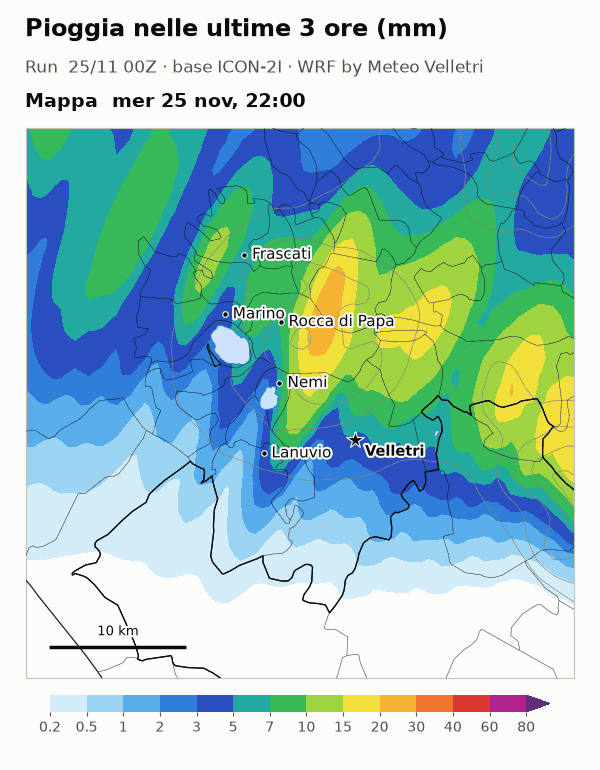 Pioggia nelle ultime 3 ore (mm)
Run  25/11 00Z · base ICON-2I · WRF by Meteo Velletri
Mappa  mer 25 nov, 22:00
Frascati
Marino
Rocca di Papa
Nemi
Velletri
Lanuvio
10 km
0.2 0.5 1 2 3 5 7 10 15 20 30 40 60 80